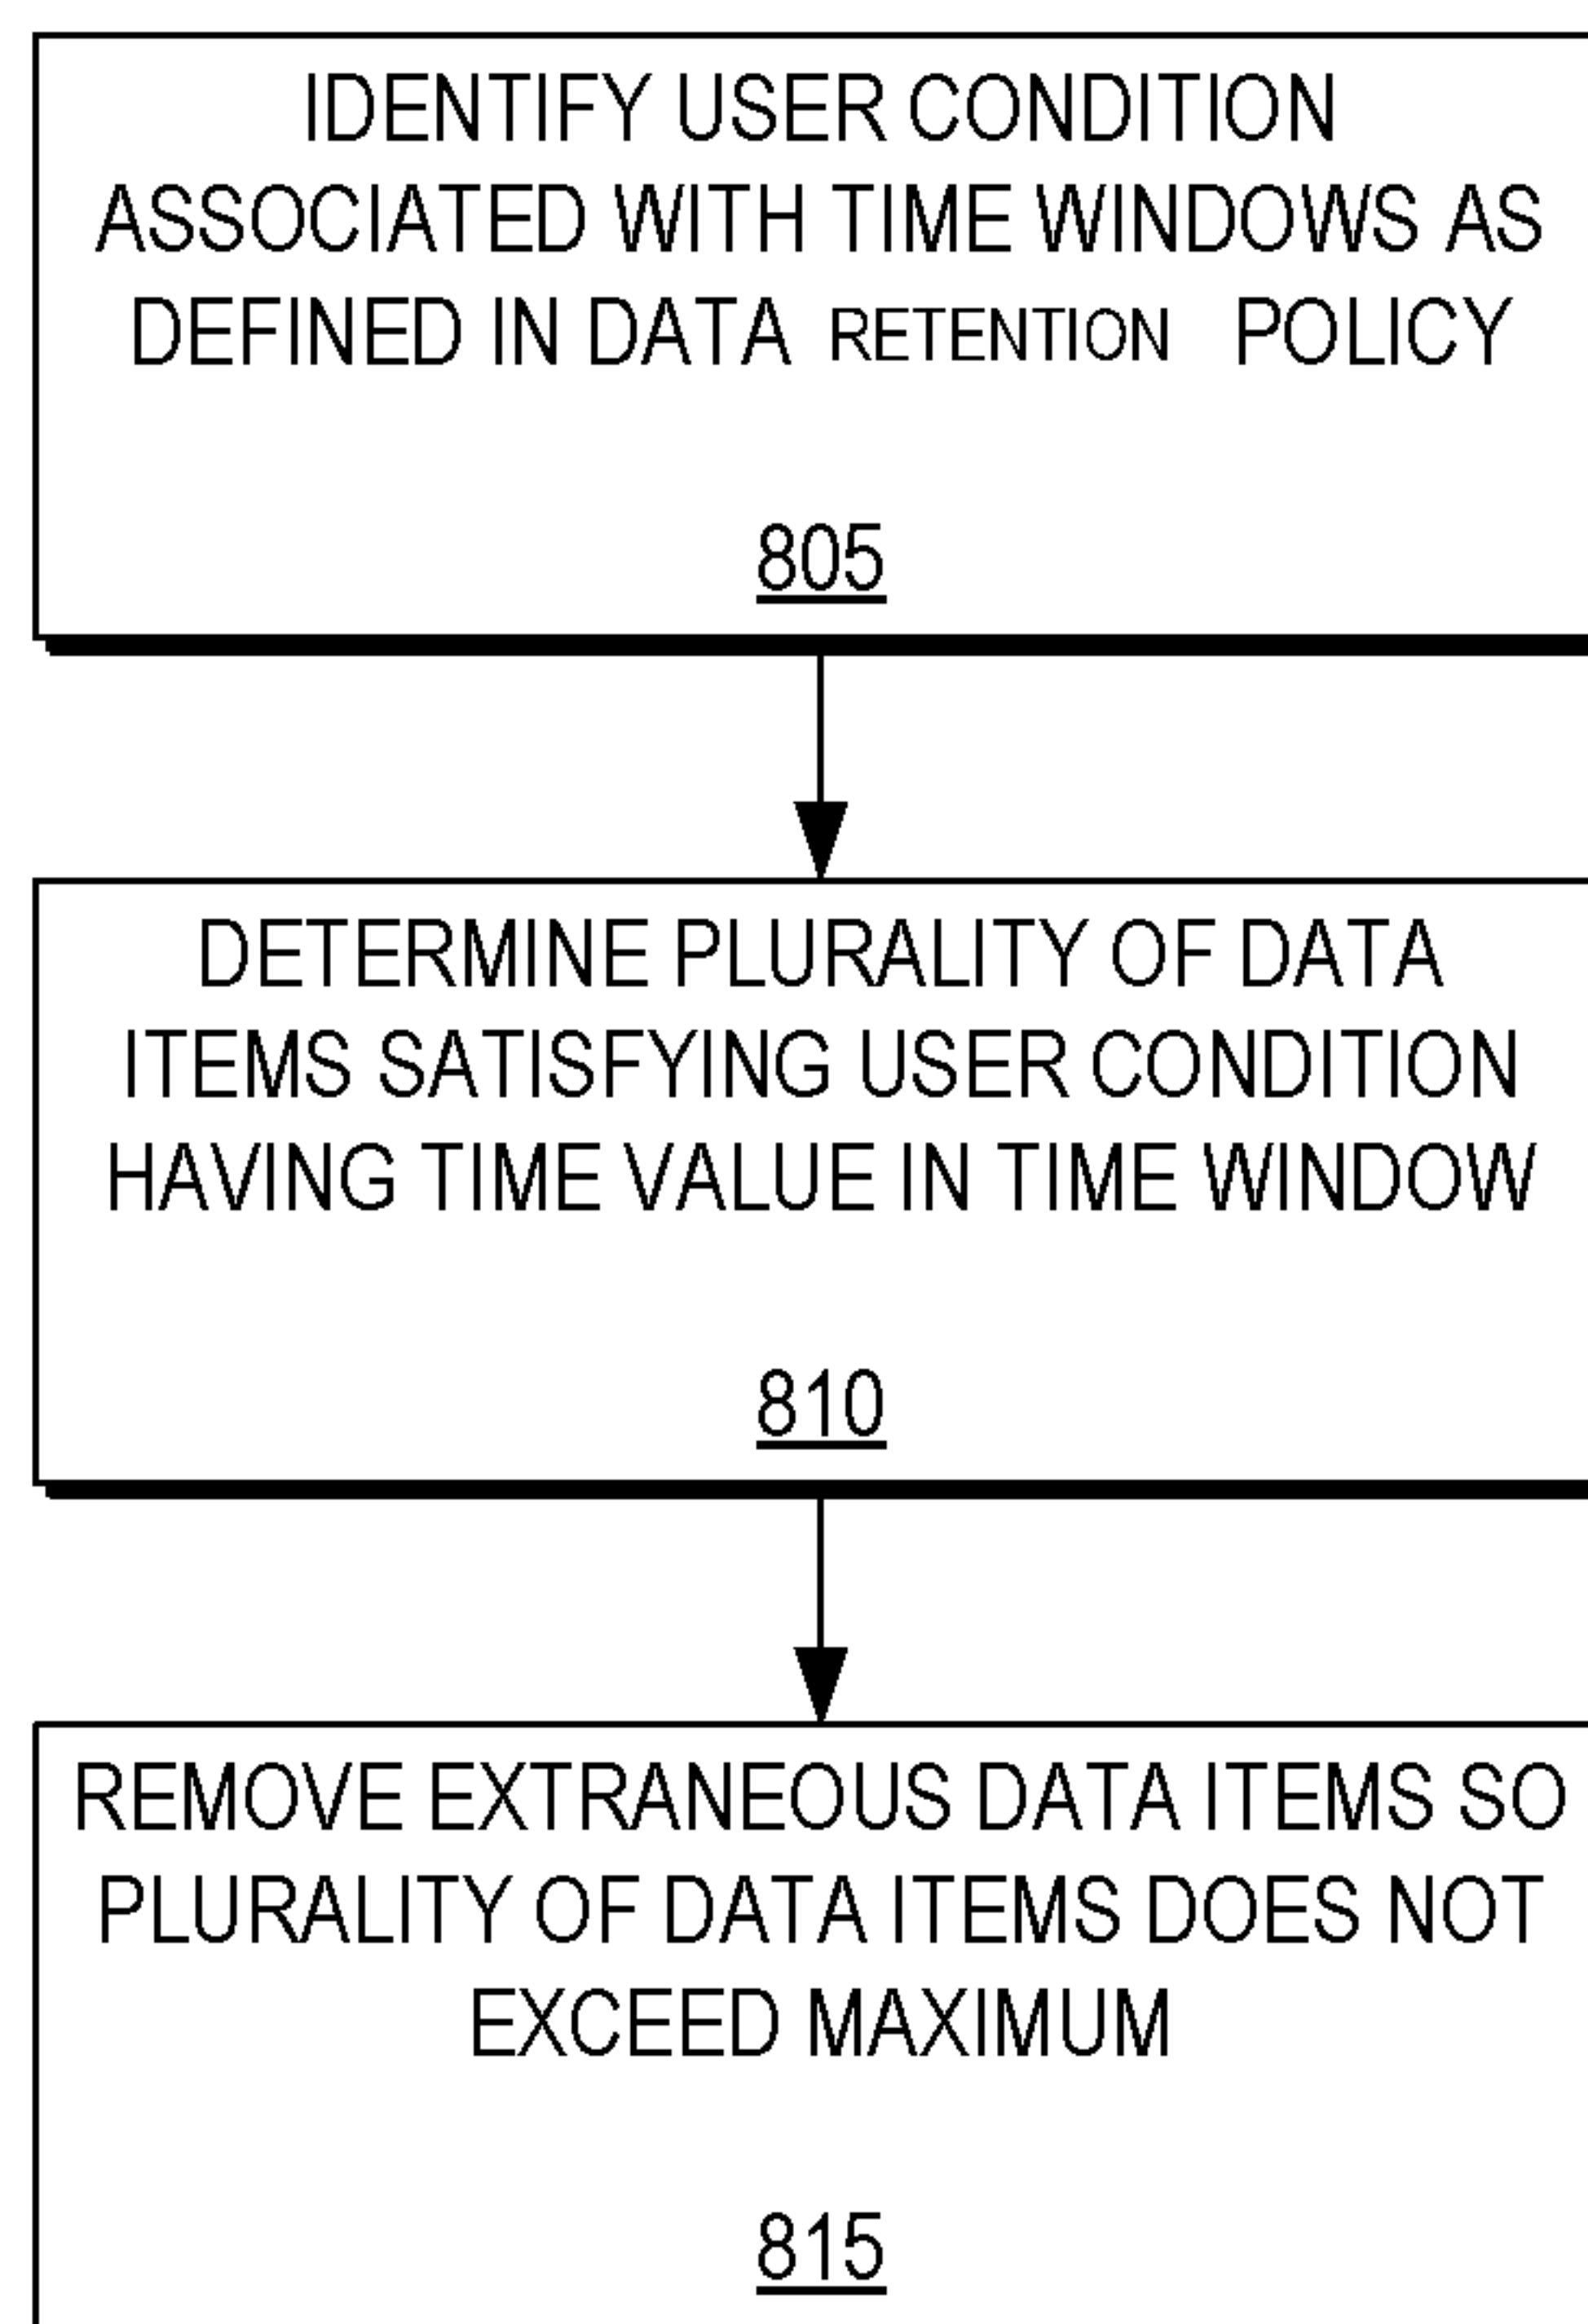 IDENTIFY USER CONDITION
ASSOCIATED WITH TIME WINDOWS AS
DEFINED IN DATA RETENTION POLICY
805
DETERMINE PLURALITY OF DATA
ITEMS SATISFYING USER CONDITION
HAVING TIME VALUE IN TIME WINDOW
810
REMOVE EXTRANEOUS DATA ITEMS SO
PLURALITY OF DATA ITEMS DOES NOT
EXCEED MAXIMUM
815